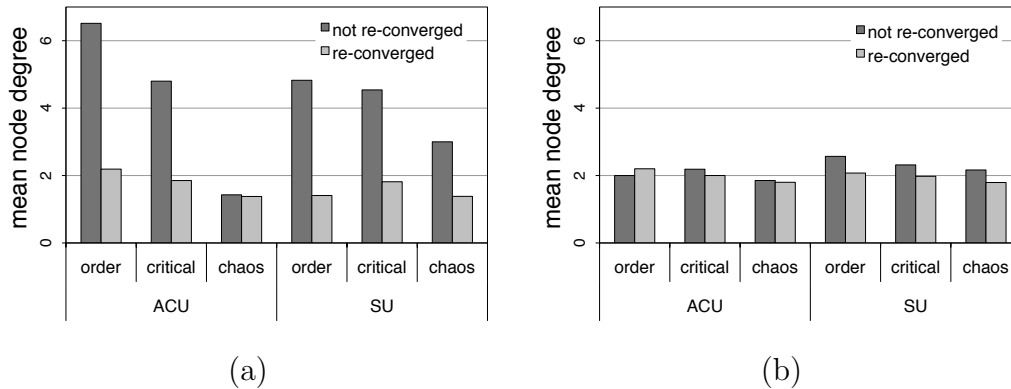 mean node degree
6
4
2
0
not re-converged
re-converged
order critical chaos order critical chaos
ACU SU
(a)
mean node degree
6
4
2
0
not re-converged
re-converged
order critical chaos order critical chaos
ACU SU
(b)